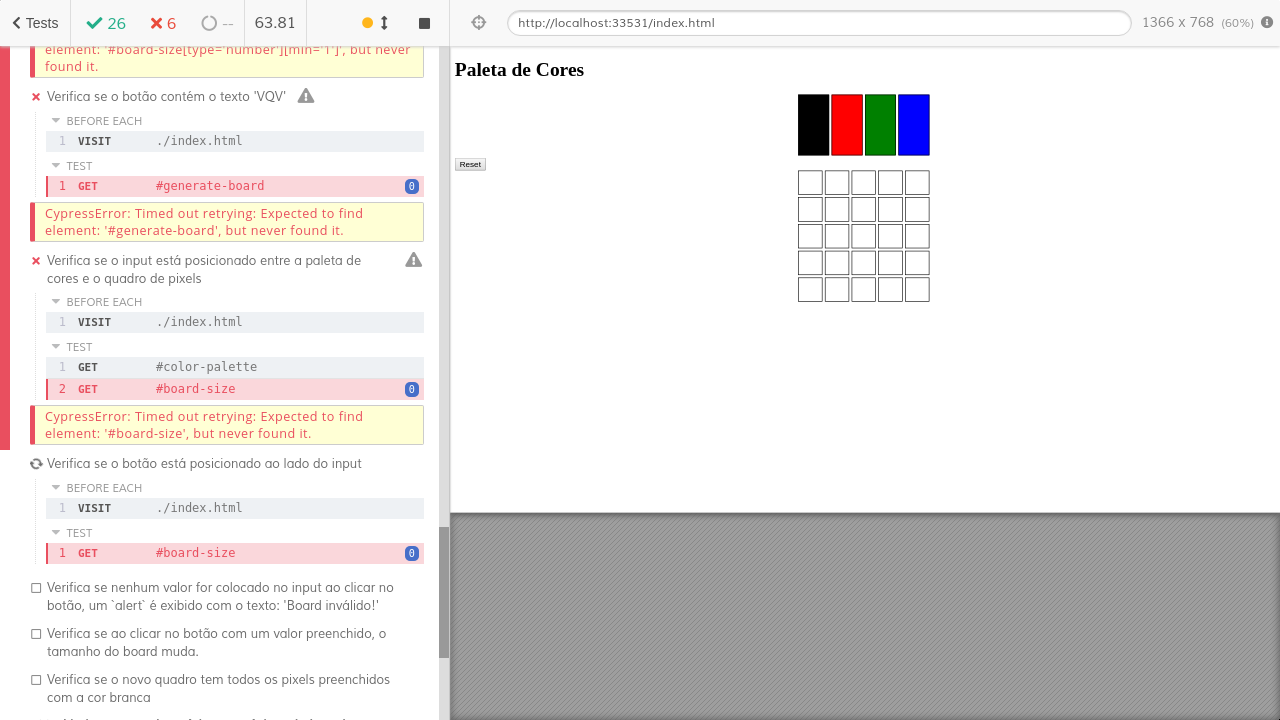 Tests
26
6
--
63.81
http://localhost:33531/index.html
1366 x 768 (60%)
element: '#board-size[type='number'][min='1']', but never
found it.
Verifica se o botão contém o texto 'VQV'
BEFORE EACH
1 VISIT ./index.html
TEST
1 GET #generate-board 0
CypressError: Timed out retrying: Expected to find
element: '#generate-board', but never found it.
Verifica se o input está posicionado entre a paleta de
cores e o quadro de pixels
BEFORE EACH
1 VISIT ./index.html
TEST
1 GET #color-palette
2 GET #board-size 0
CypressError: Timed out retrying: Expected to find
element: '#board-size', but never found it.
Verifica se o botão está posicionado ao lado do input
BEFORE EACH
1 VISIT ./index.html
TEST
1 GET #board-size 0
Verifica se nenhum valor for colocado no input ao clicar no
botão, um `alert` é exibido com o texto: 'Board inválido!'
Verifica se ao clicar no botão com um valor preenchido, o
tamanho do board muda.
Verifica se o novo quadro tem todos os pixels preenchidos
com a cor branca
Paleta de Cores
Reset